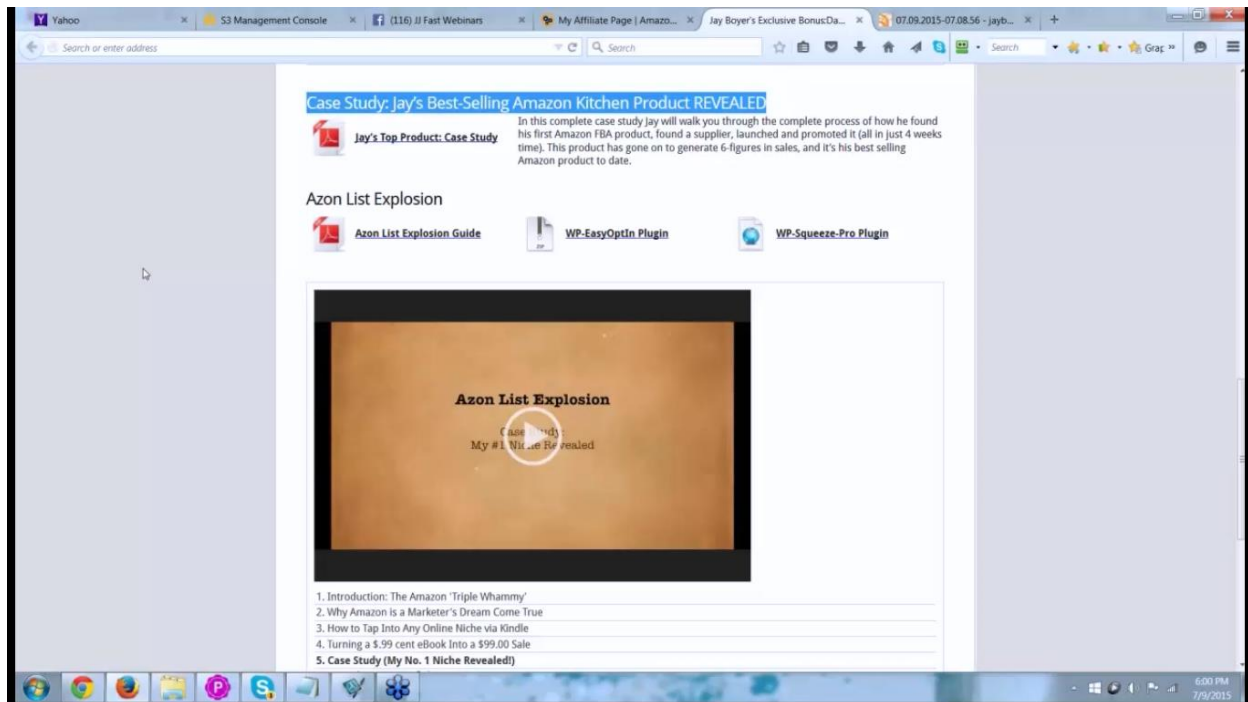 Yahoo
S3 Management Console
(116) JJ Fast Webinars
My Affiliate Page | Amazo...
Jay Boyer's Exclusive Bonus:Da...
07.09.2015-07.08.56 - jayb...
Search or enter address
Search
Search
Grap
Case Study: Jay's Best-Selling Amazon Kitchen Product REVEALED
Jay's Top Product: Case Study
In this complete case study Jay will walk you through the complete process of how he found
his first Amazon FBA product, found a supplier, launched and promoted it (all in just 4 weeks
time). This product has gone on to generate 6-figures in sales, and it's his best selling
Amazon product to date.
Azon List Explosion
Azon List Explosion Guide
ZIP
WP-EasyOptIn Plugin
WP-Squeeze-Pro Plugin
Azon List Explosion
Case Study:
My #1 Niche Revealed
1. Introduction: The Amazon 'Triple Whammy'
2. Why Amazon is a Marketer's Dream Come True
3. How to Tap Into Any Online Niche via Kindle
4. Turning a $.99 cent eBook Into a $99.00 Sale
5. Case Study (My No. 1 Niche Revealed!)
6:00 PM
7/9/2015